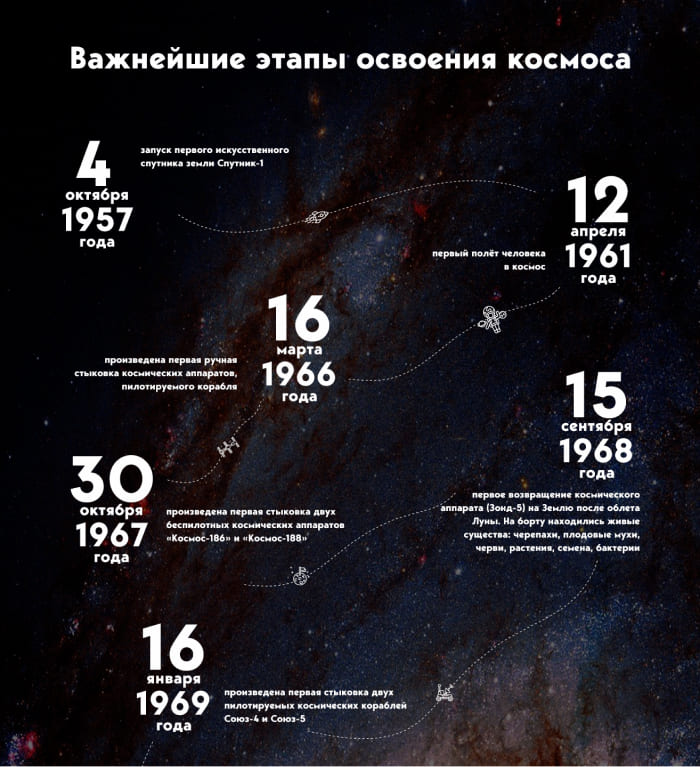 Важнейшие этапы освоения космоса
4
октября
1957
года
запуск первого искусственного
спутника земли Спутник-1
12
апреля
1961
года
первый полёт человека
в космос
16
марта
1966
года
произведена первая ручная
стыковка космических аппаратов,
пилотируемого корабля
30
октября
1967
года
произведена первая стыковка двух
беспилотных космических аппаратов
«Космос-186» и «Космос-188»
15
сентября
1968
года
первое возвращение космического
аппарата (Зонд-5) на Землю после облета
Луны. На борту находились живые
существа: черепахи, плодовые мухи,
черви, растения, семена, бактерии
16
января
1969
года
произведена первая стыковка двух
пилотируемых космических кораблей
Союз-4 и Союз-5